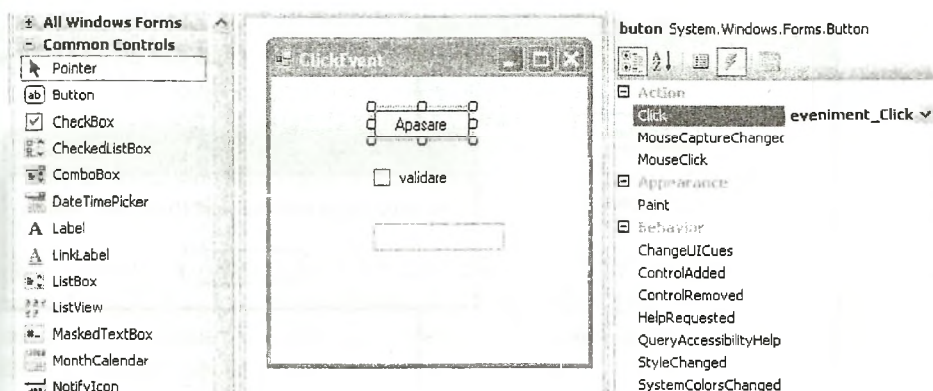 All Windows Forms
Common Controls
Pointer
Button
CheckBox
CheckedListBox
ComboBox
DateTimePicker
A Label
A LinkLabel
ListBox
ListView
MaskedTextBox
MonthCalendar
NotifyIcon
ClickEvent
Apasare
validare
buton System.Windows.Forms.Button
Action
Click eveniment_Click
MouseCaptureChanged
MouseClick
Appearance
Paint
Behavior
ChangeUICues
ControlAdded
ControlRemoved
HelpRequested
QueryAccessibilityHelp
StyleChanged
SystemColorsChanged